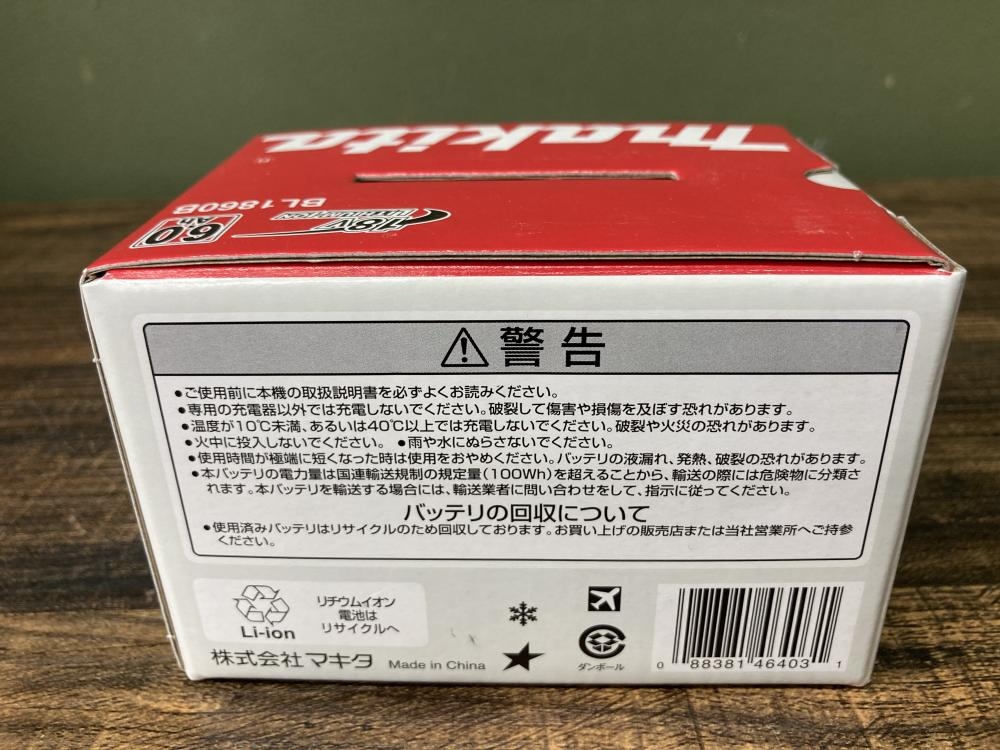 makita
BL1860B
18V
LITHIUM-ION
6.0
Ah
警告
●ご使用前に本機の取扱説明書を必ずよくお読みください。
●専用の充電器以外では充電しないでください。破裂して傷害や損傷を及ぼす恐れがあります。
●温度が10℃未満、あるいは40℃以上では充電しないでください。破裂や火災の恐れがあります。
●火中に投入しないでください。 ●雨や水にぬらさないでください。
●使用時間が極端に短くなった時は使用をおやめください。バッテリの液漏れ、発熱、破裂の恐れがあります。
●本バッテリの電力量は国連輸送規制の規定量(100Wh)を超えることから、輸送の際には危険物に分類さ
れます。本バッテリを輸送する場合には、輸送業者に問い合わせをして、指示に従ってください。
バッテリの回収について
●使用済みバッテリはリサイクルのため回収しております。お買い上げの販売店または当社営業所へご持参
ください。
Li-ion
リチウムイオン
電池は
リサイクルへ
株式会社マキタ Made in China
ダンボール
0 88381 46403 1